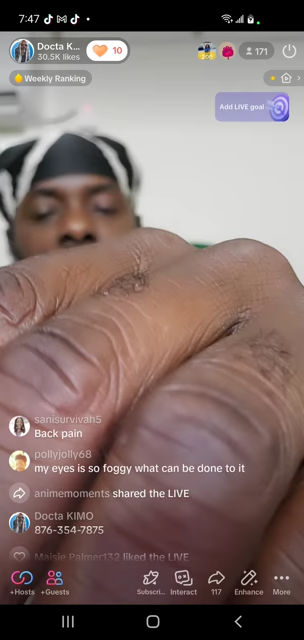 7:47
Docta K...
30.5K likes
10
171
Weekly Ranking
Add LIVE goal
sanisurvivah5
Back pain
pollyjolly68
my eyes is so foggy what can be done to it
animemoments shared the LIVE
Docta KIMO
876-354-7875
Maisie Palmer132 liked the LIVE
+Hosts
+Guests
Subscri...
Interact
117
Enhance
More